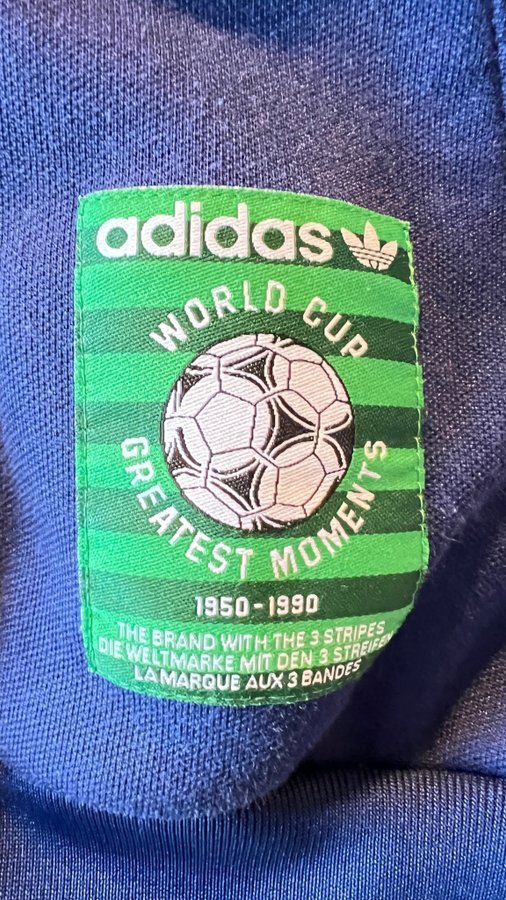 adidas
WORLD CUP
GREATEST MOMENTS
1950-1990
THE BRAND WITH THE 3 STRIPES
DIE WELTMARKE MIT DEN 3 STREIFEN
LA MARQUE AUX 3 BANDES